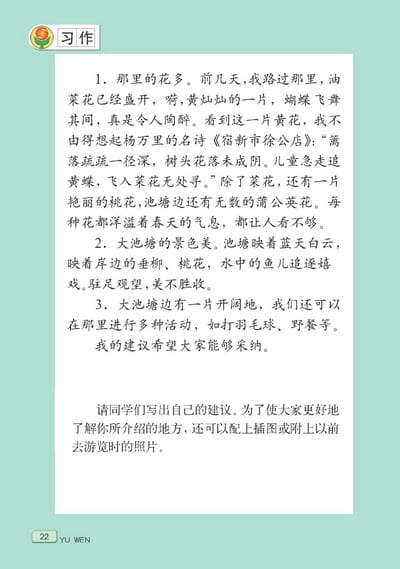 习作
1．那里的花多。前几天，我路过那里，油
菜花已经盛开，嗬，黄灿灿的一片，蝴蝶飞舞
其间，真是令人陶醉。看到这一片黄花，我不
由得想起杨万里的名诗《宿新市徐公店》：“篱
落疏疏一径深，树头花落未成阴。儿童急走追
黄蝶，飞入菜花无处寻。”除了菜花，还有一片
艳丽的桃花，池塘边还有无数的蒲公英花。每
种花都洋溢着春天的气息，都让人看不够。
2．大池塘的景色美。池塘映着蓝天白云，
映着岸边的垂柳、桃花，水中的鱼儿追逐嬉
戏。驻足观望，美不胜收。
3．大池塘边有一片开阔地，我们还可以
在那里进行多种活动，如打羽毛球、野餐等。
我的建议希望大家能够采纳。
请同学们写出自己的建议。为了使大家更好地
了解你所介绍的地方，还可以配上插图或附上以前
去游览时的照片。
22 YU WEN